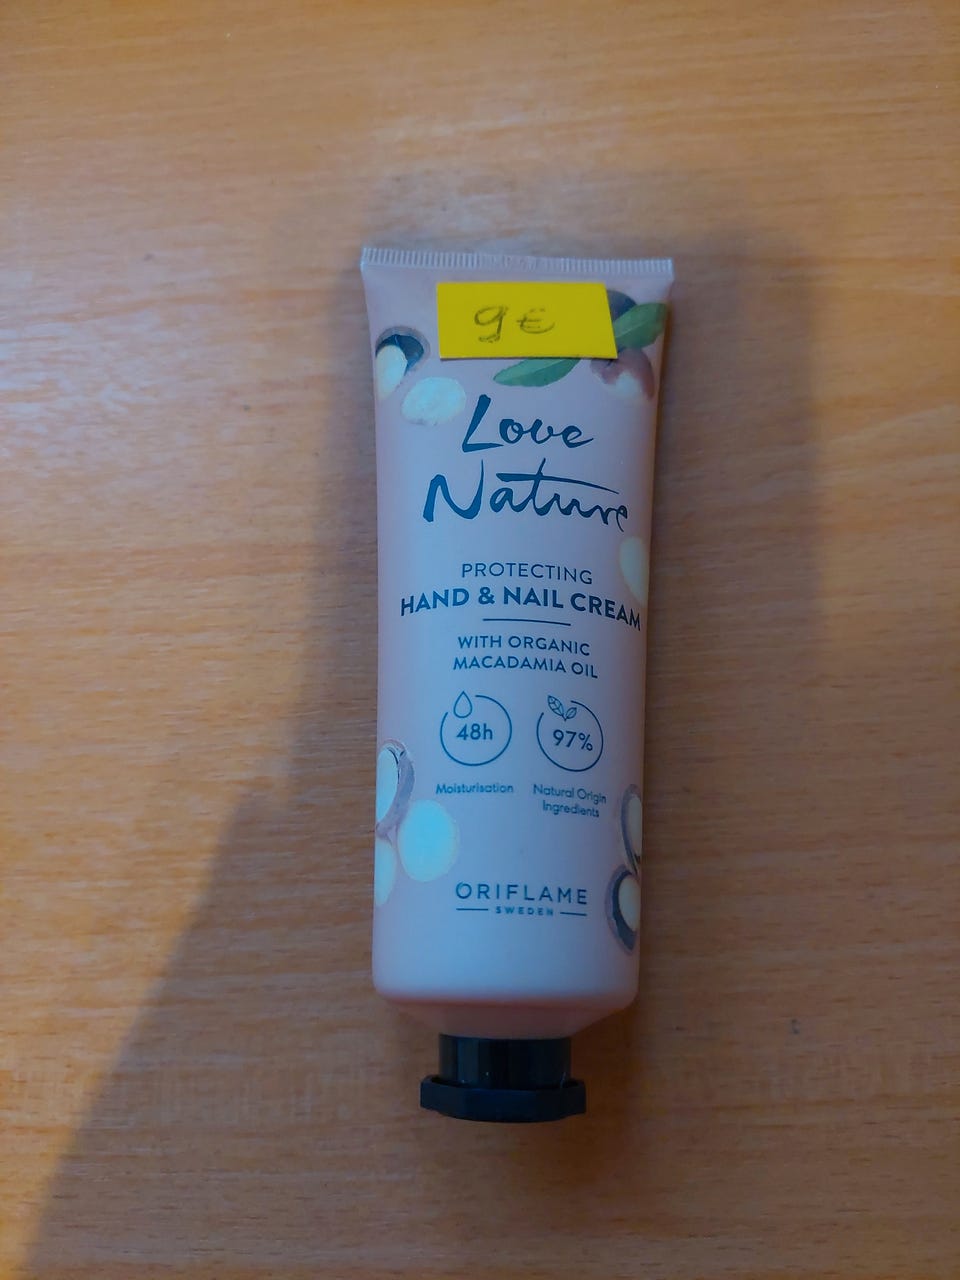 9€
Love
Nature
PROTECTING
HAND & NAIL CREAM
WITH ORGANIC
MACADAMIA OIL
48h
97%
Moisturisation
Natural Origin
Ingredients
ORIFLAME
SWEDEN